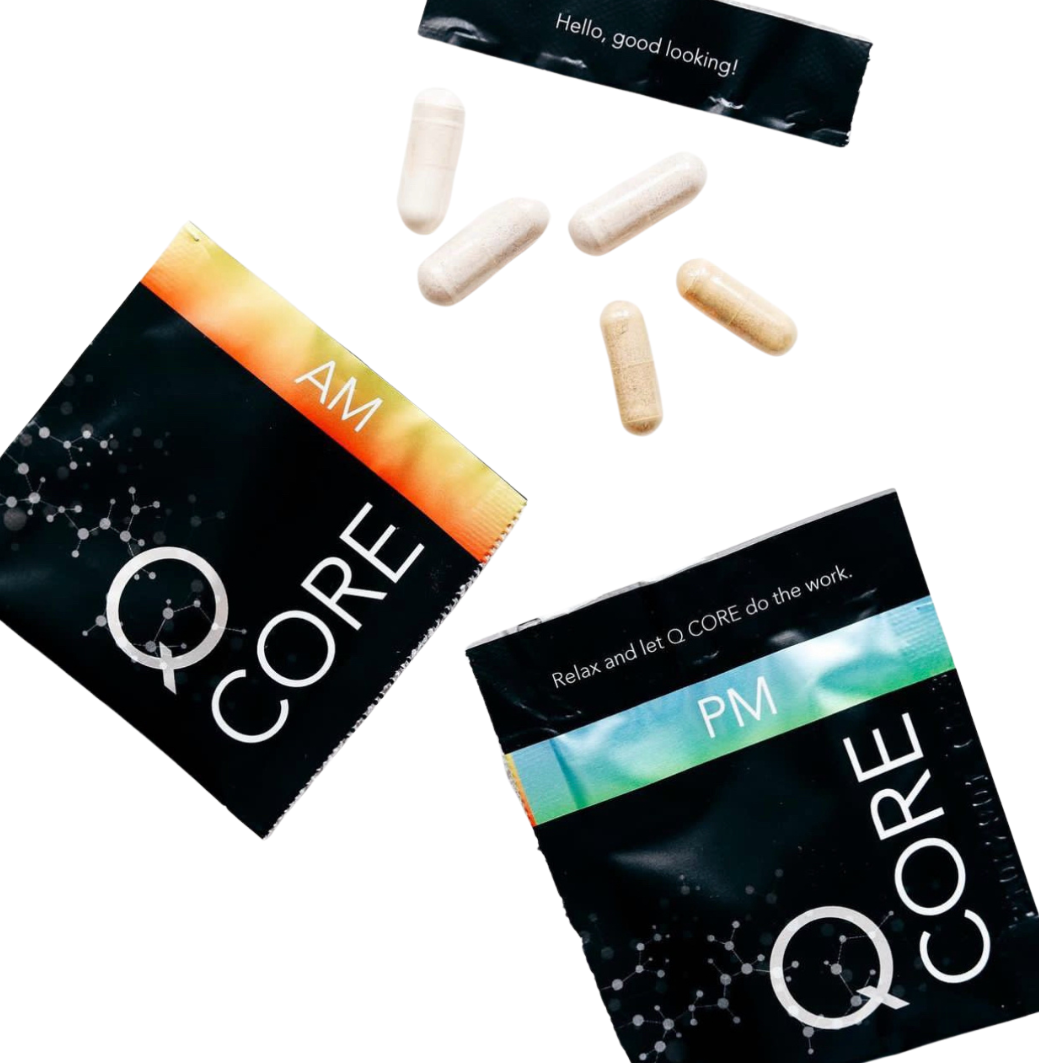 Hello, good looking!
AM
Q
CORE
Relax and let Q CORE do the work.
PM
Q
CORE